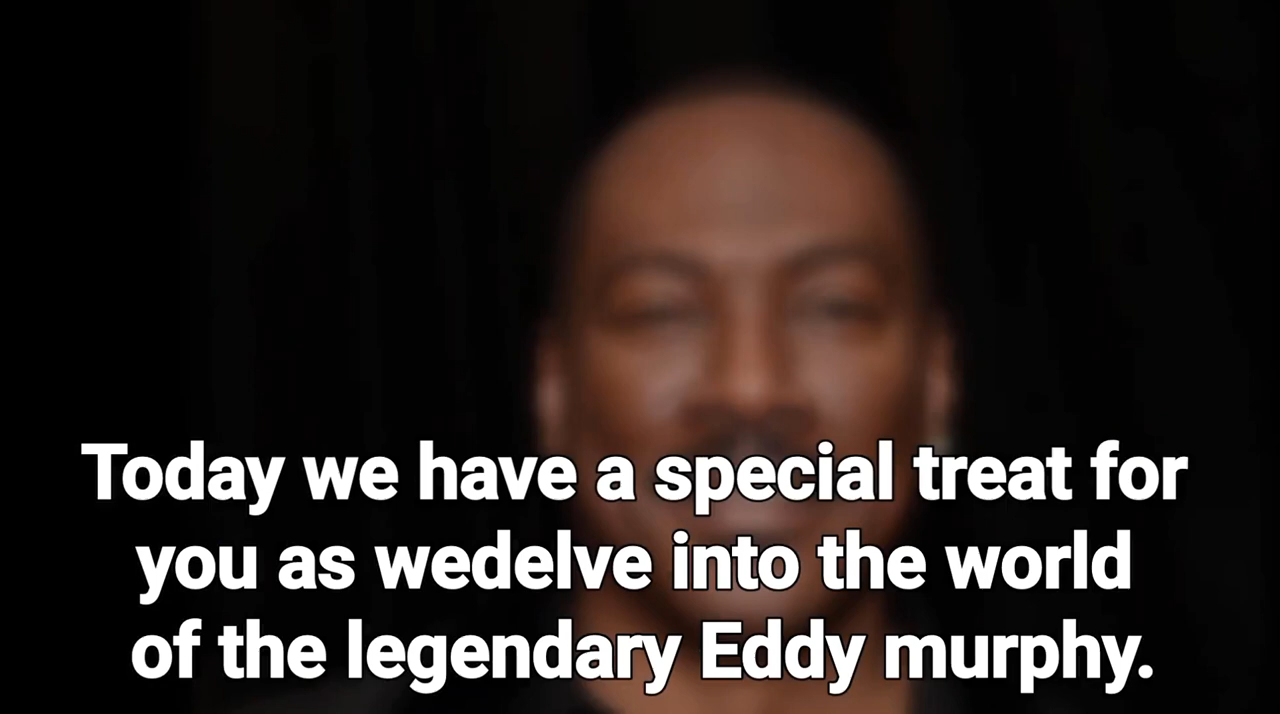 Today we have a special treat for
you as wedelve into the world
of the legendary Eddy murphy.